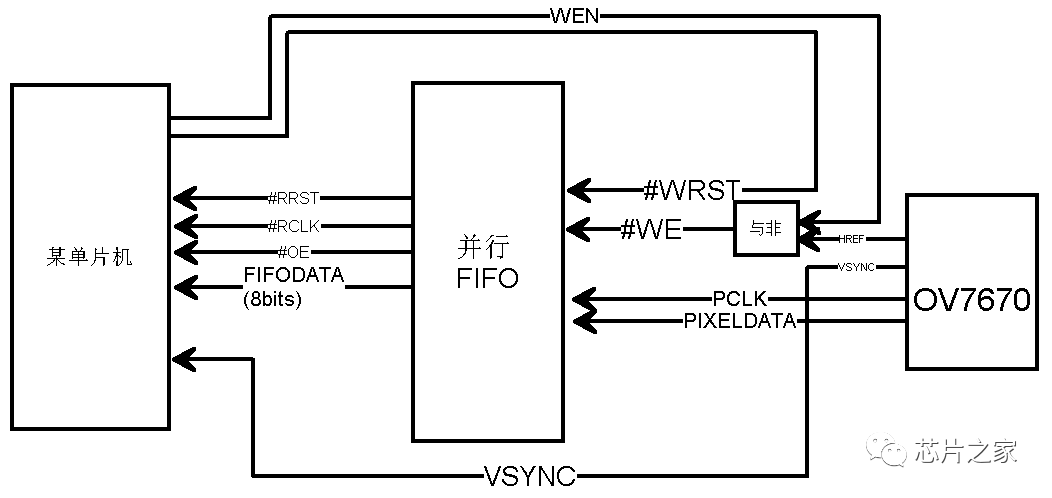 WEN
#RRST
#RCLK
#OE
FIFODATA
(8bits)
某单片机
并行
FIFO
#WRST
#WE
与非
HREF
VSYNC
PCLK
PIXELDATA
OV7670
VSYNC
芯片之家